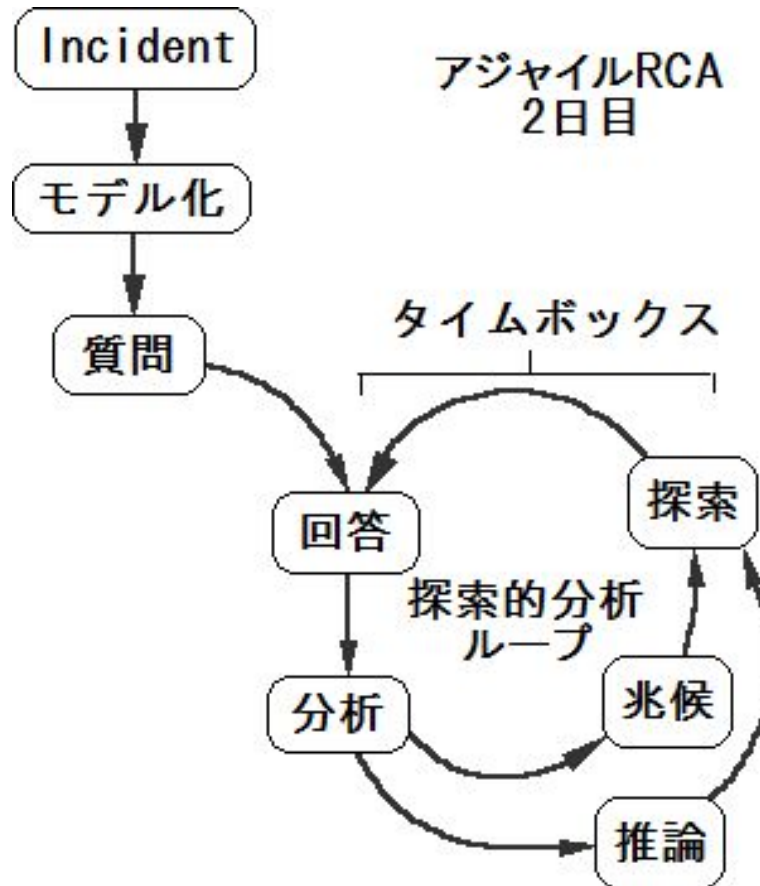 Incident
アジャイルRCA
2日目
モデル化
質問
タイムボックス
探索
回答
探索的分析
ループ
兆候
分析
推論